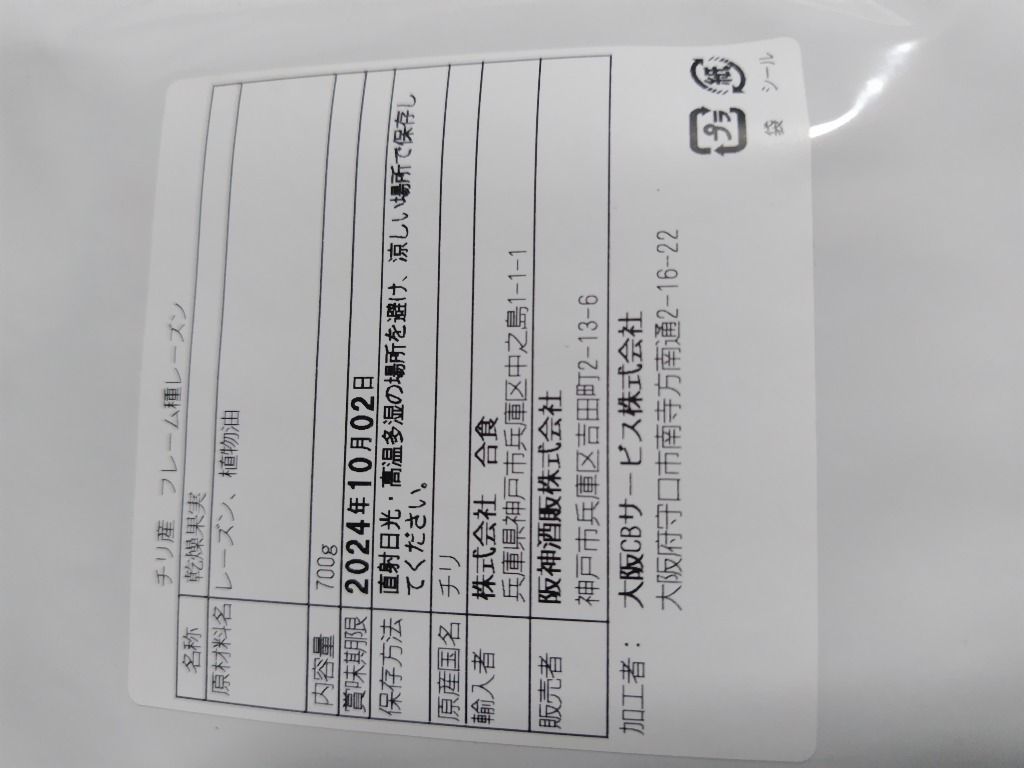 チリ産 フレーム種レーズン
名称 乾燥果実
原材料名 レーズン、植物油
内容量 700g
賞味期限 2024年10月02日
保存方法 直射日光・高温多湿の場所を避け、涼しい場所で保存し
てください。
原産国名 チリ
輸入者 株式会社 合食
兵庫県神戸市兵庫区中之島1-1-1
販売者 阪神酒販株式会社
神戸市兵庫区吉田町2-13-6
加工者： 大阪CBサービス株式会社
大阪府守口市南寺方南通2-16-22
プラ 紙
袋 シール